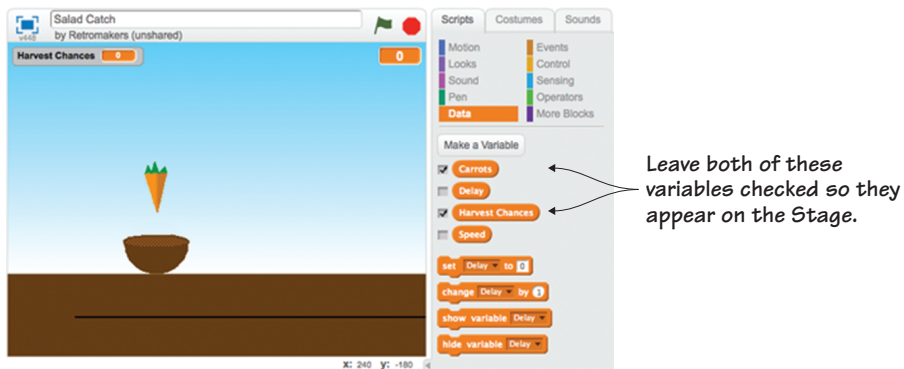 Salad Catch
by Retromakers (unshared)
v448
Harvest Chances 0
0
x: 240 y: -180
Scripts Costumes Sounds
Motion Events
Looks Control
Sound Sensing
Pen Operators
Data More Blocks
Make a Variable
Carrots
Delay
Harvest Chances
Speed
set Delay to 0
change Delay by 1
show variable Delay
hide variable Delay
Leave both of these
variables checked so they
appear on the Stage.